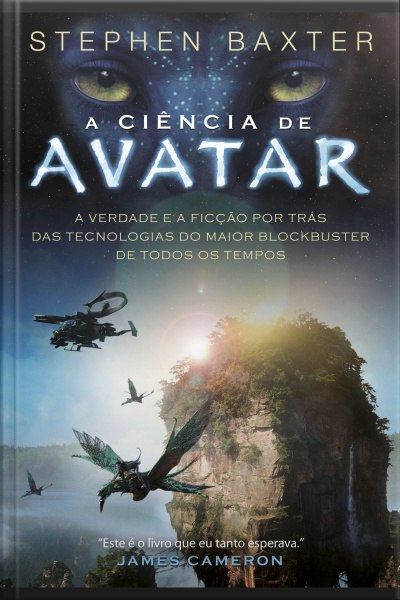 STEPHEN BAXTER
A CIÊNCIA DE
AVATAR
A VERDADE E A FICÇÃO POR TRÁS
DAS TECNOLOGIAS DO MAIOR BLOCKBUSTER
DE TODOS OS TEMPOS
“Este é o livro que eu tanto esperava.”
JAMES CAMERON